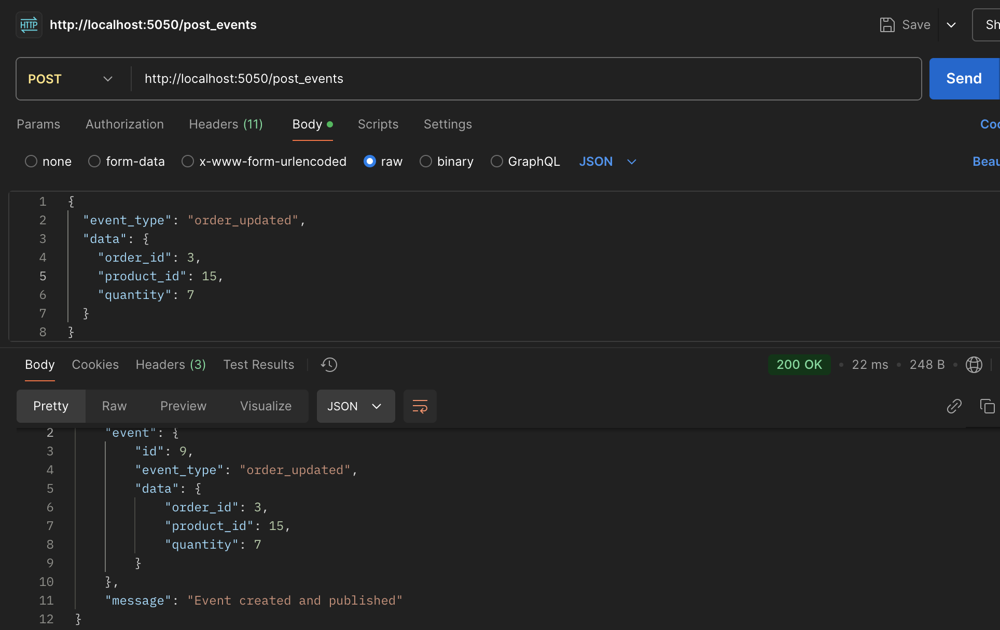 HTTP http://localhost:5050/post_events Save
POST http://localhost:5050/post_events Send
Params Authorization Headers (11) Body Scripts Settings
none form-data x-www-form-urlencoded raw binary GraphQL JSON
1 {
2 "event_type": "order_updated",
3 "data": {
4 "order_id": 3,
5 "product_id": 15,
6 "quantity": 7
7 }
8 }
Body Cookies Headers (3) Test Results 200 OK • 22 ms • 248 B •
Pretty Raw Preview Visualize JSON
2 "event": {
3 "id": 9,
4 "event_type": "order_updated",
5 "data": {
6 "order_id": 3,
7 "product_id": 15,
8 "quantity": 7
9 }
10 },
11 "message": "Event created and published"
12 }